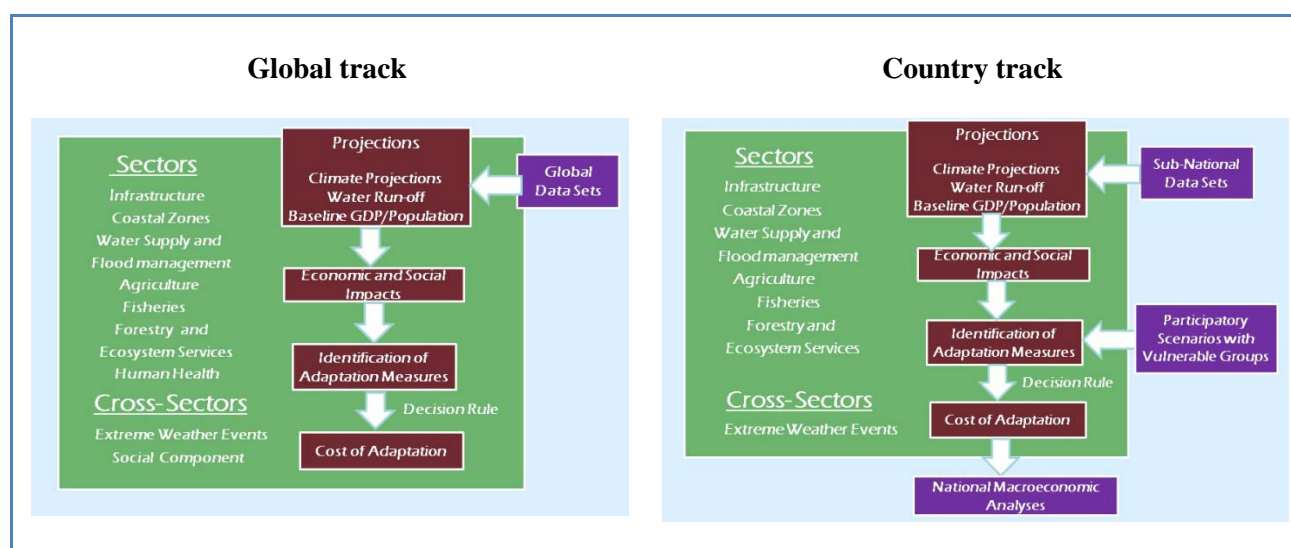 Global track
Sectors
Infrastructure
Coastal Zones
Water Supply and
Flood management
Agriculture
Fisheries
Forestry and
Ecosystem Services
Human Health
Cross-Sectors
Extreme Weather Events
Social Component
Projections
Climate Projections
Water Run-off
Baseline GDP/Population
Global
Data Sets
Economic and Social
Impacts
Identification of
Adaptation Measures
Decision Rule
Cost of Adaptation
Country track
Sectors
Infrastructure
Coastal Zones
Water Supply and
Flood management
Agriculture
Fisheries
Forestry and
Ecosystem Services
Cross-Sectors
Extreme Weather Events
Projections
Climate Projections
Water Run-off
Baseline GDP/Population
Sub-National
Data Sets
Economic and Social
Impacts
Identification of
Adaptation Measures
Participatory
Scenarios with
Vulnerable Groups
Decision Rule
Cost of Adaptation
National Macroeconomic
Analyses